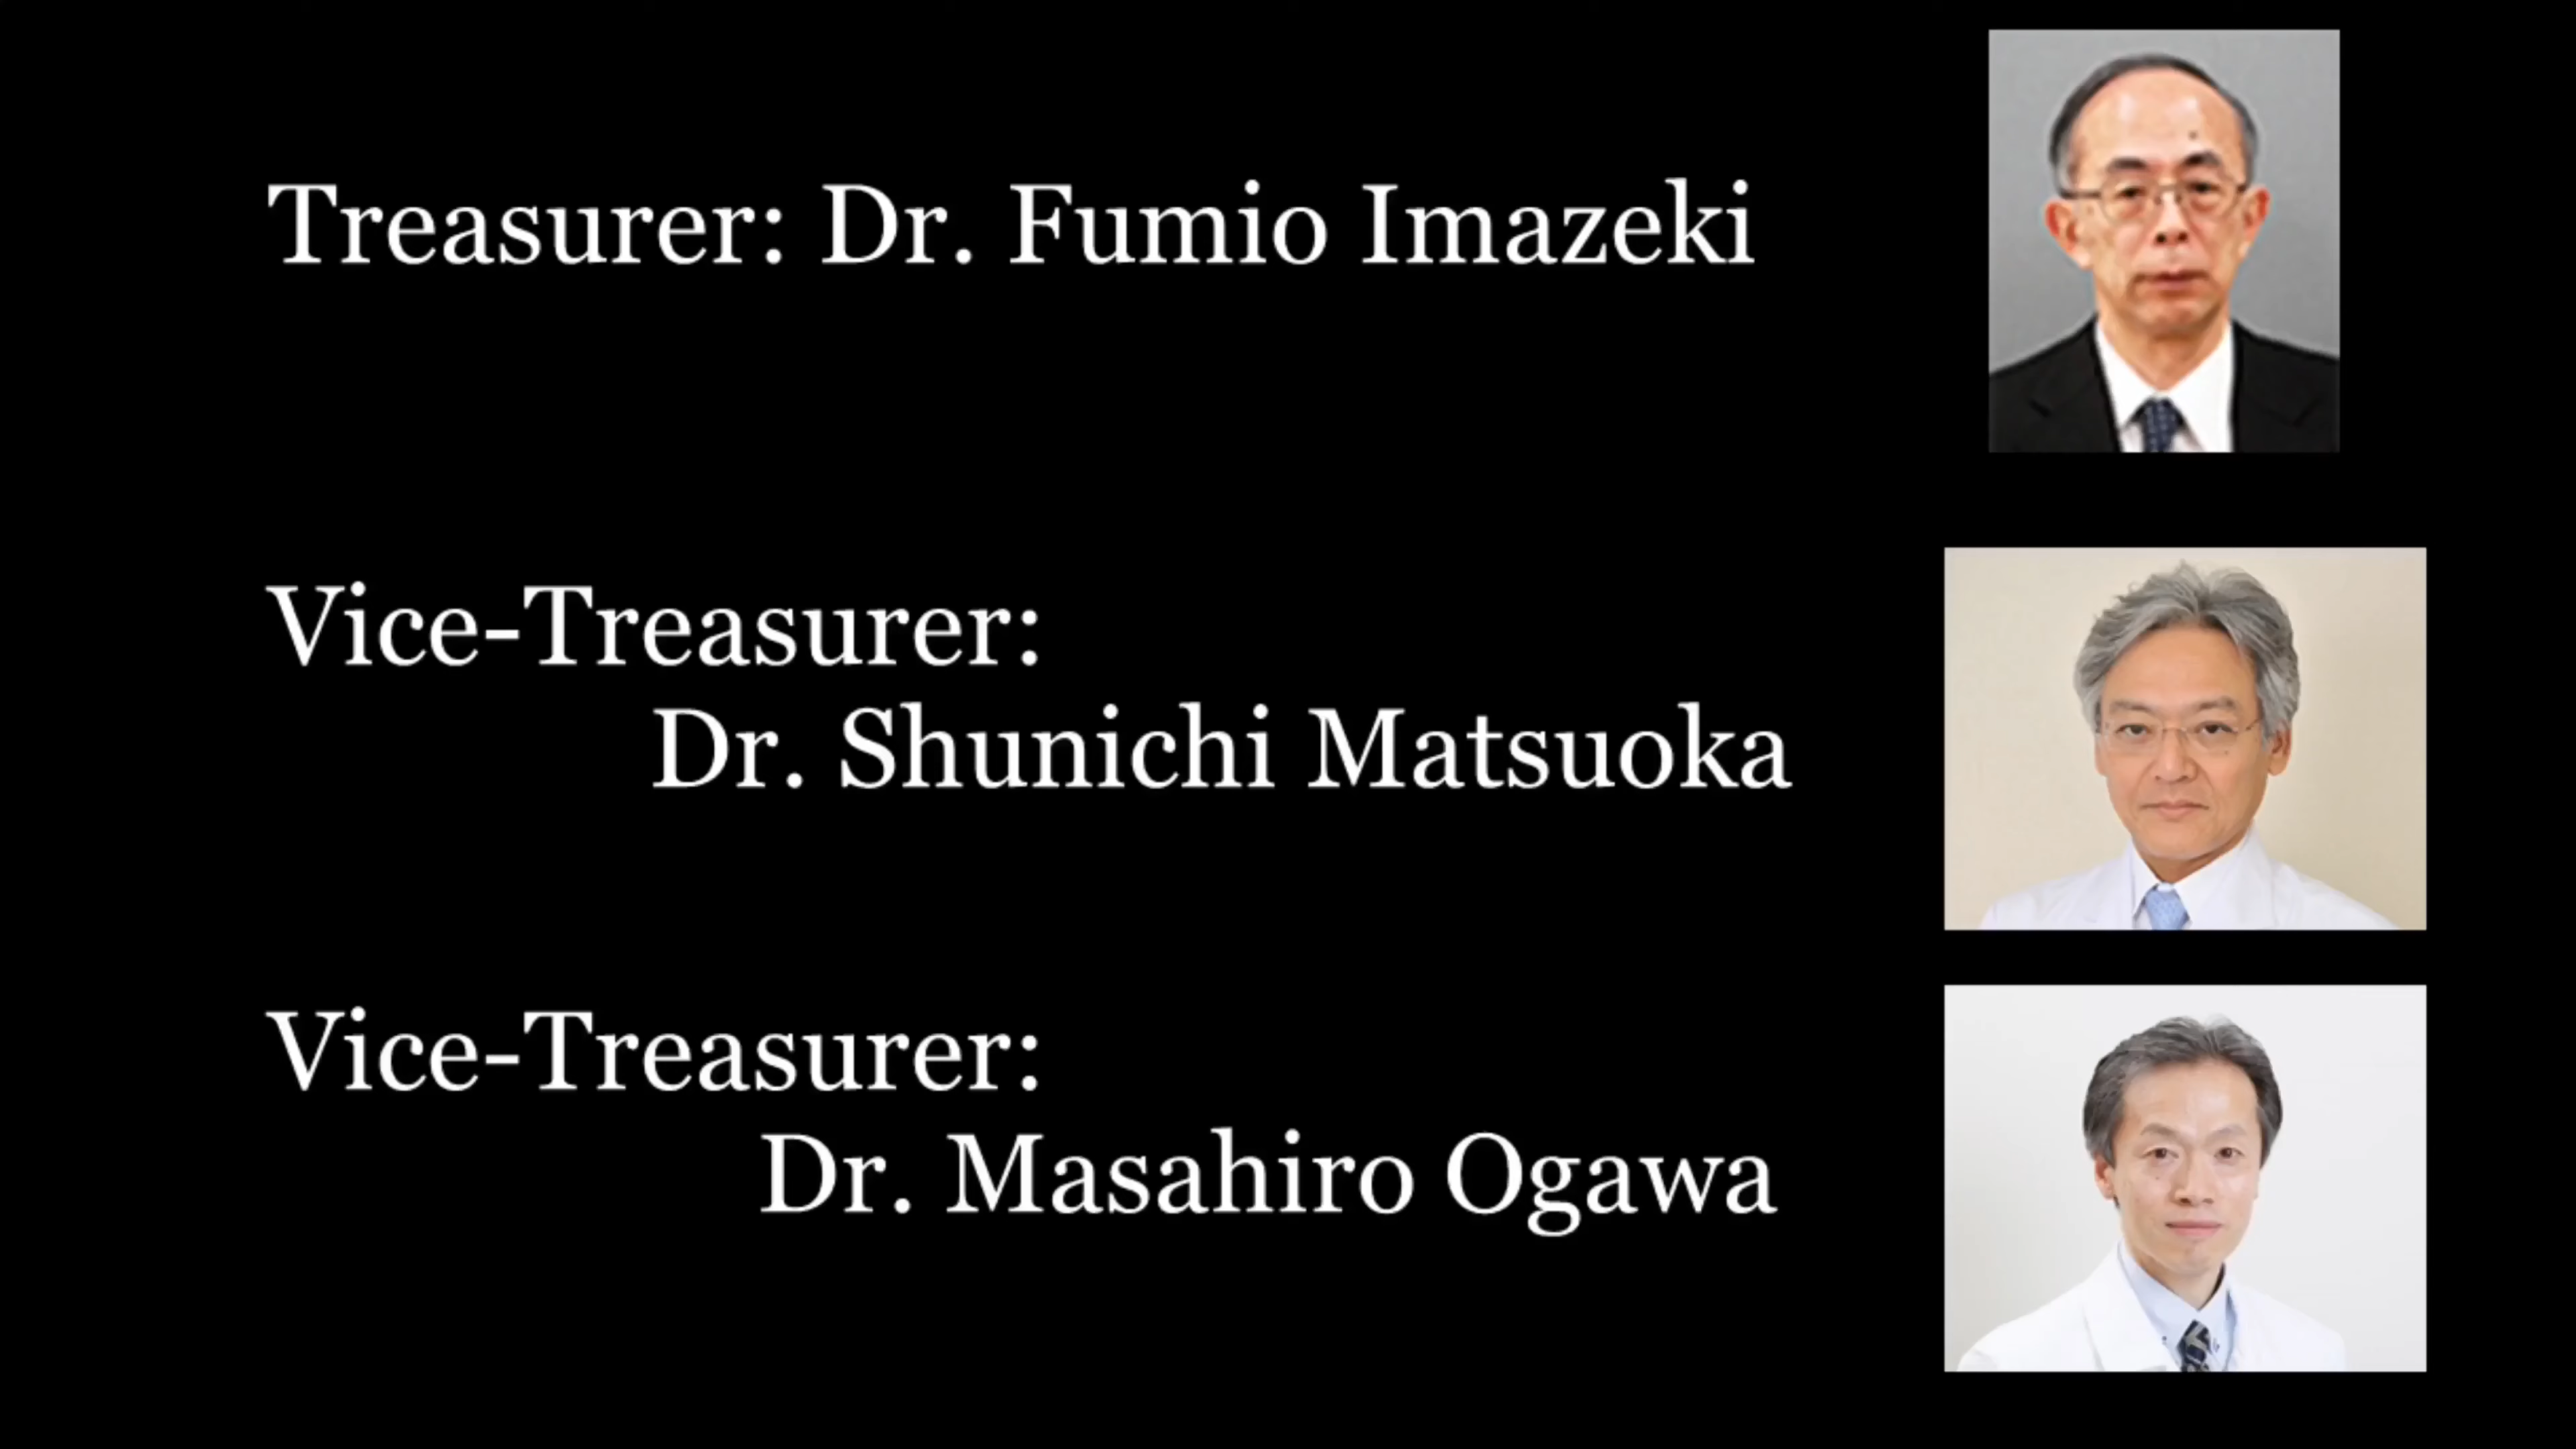 Treasurer: Dr. Fumio Imazeki
Vice-Treasurer:
Dr. Shunichi Matsuoka
Vice-Treasurer:
Dr. Masahiro Ogawa